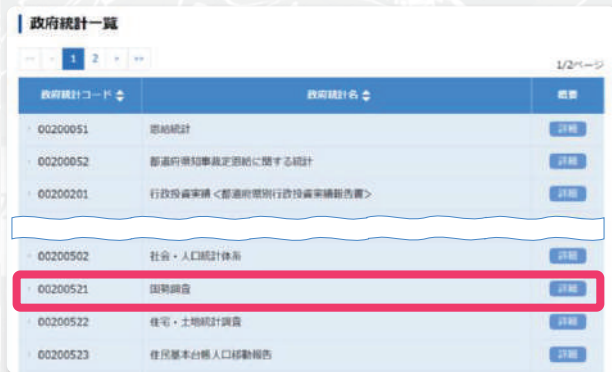 政府統計一覧
1 2
1/2ページ
政府統計コード 政府統計名 概要
00200051 恩給統計 詳細
00200052 都道府県知事裁定恩給に関する統計 詳細
00200201 行政投資実績<都道府県別行政投資実績報告書> 詳細
00200502 社会・人口統計体系 詳細
00200521 国勢調査 詳細
00200522 住宅・土地統計調査 詳細
00200523 住民基本台帳人口移動報告 詳細